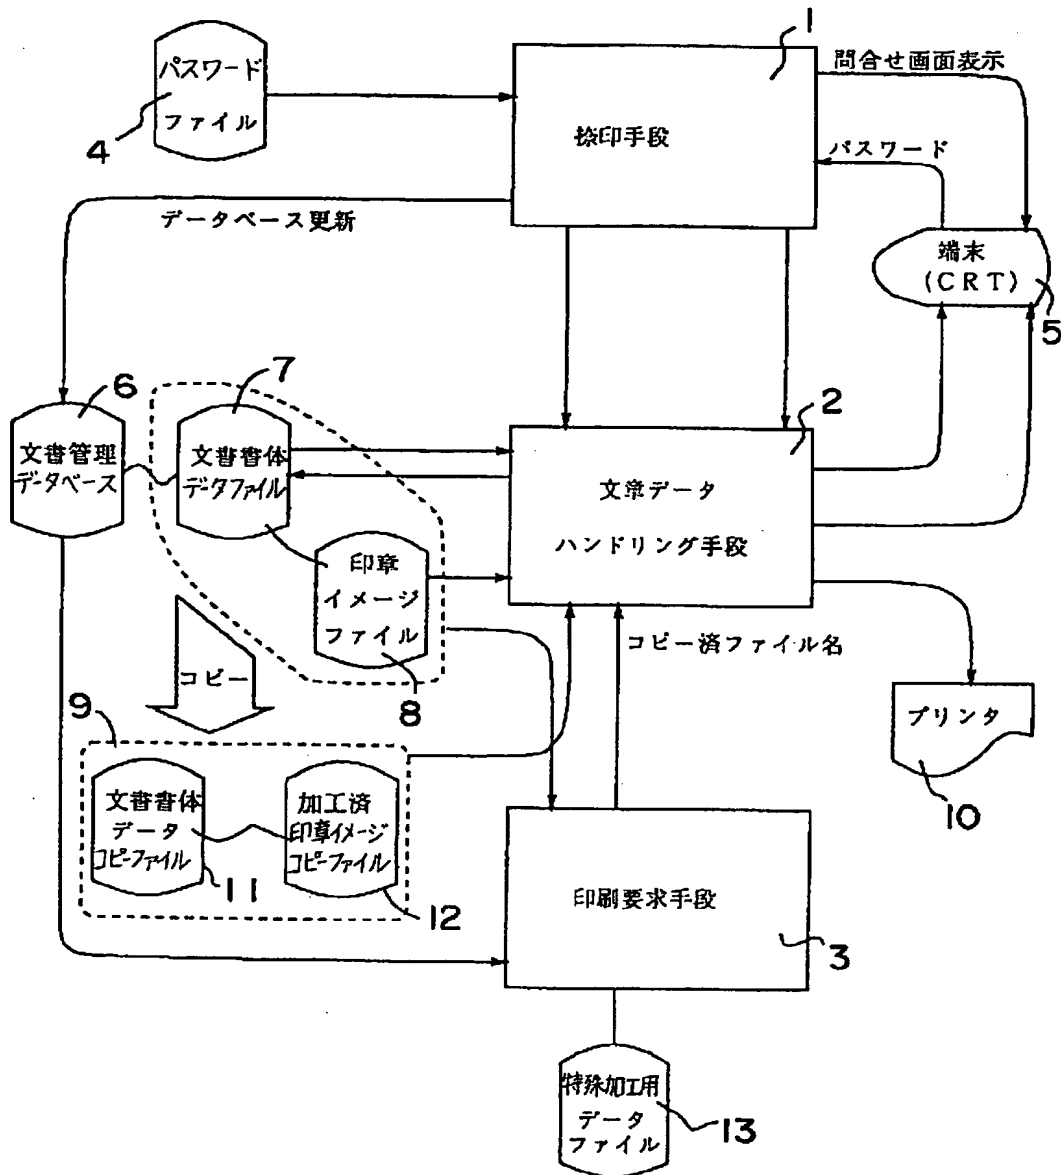 1
パスワード
ファイル
4
捺印手段
問合せ画面表示
パスワード
データベース更新
端末
(CRT)
5
6
文書管理
データベース
7
文書書体
データファイル
2
文章データ
ハンドリング手段
印章
イメージ
ファイル
8
コピー
コピー済ファイル名
プリンタ
10
9
文書書体
データ
コピーファイル
11
加工済
印章イメージ
コピーファイル
12
印刷要求手段
3
特殊加工用
データ
ファイル
13